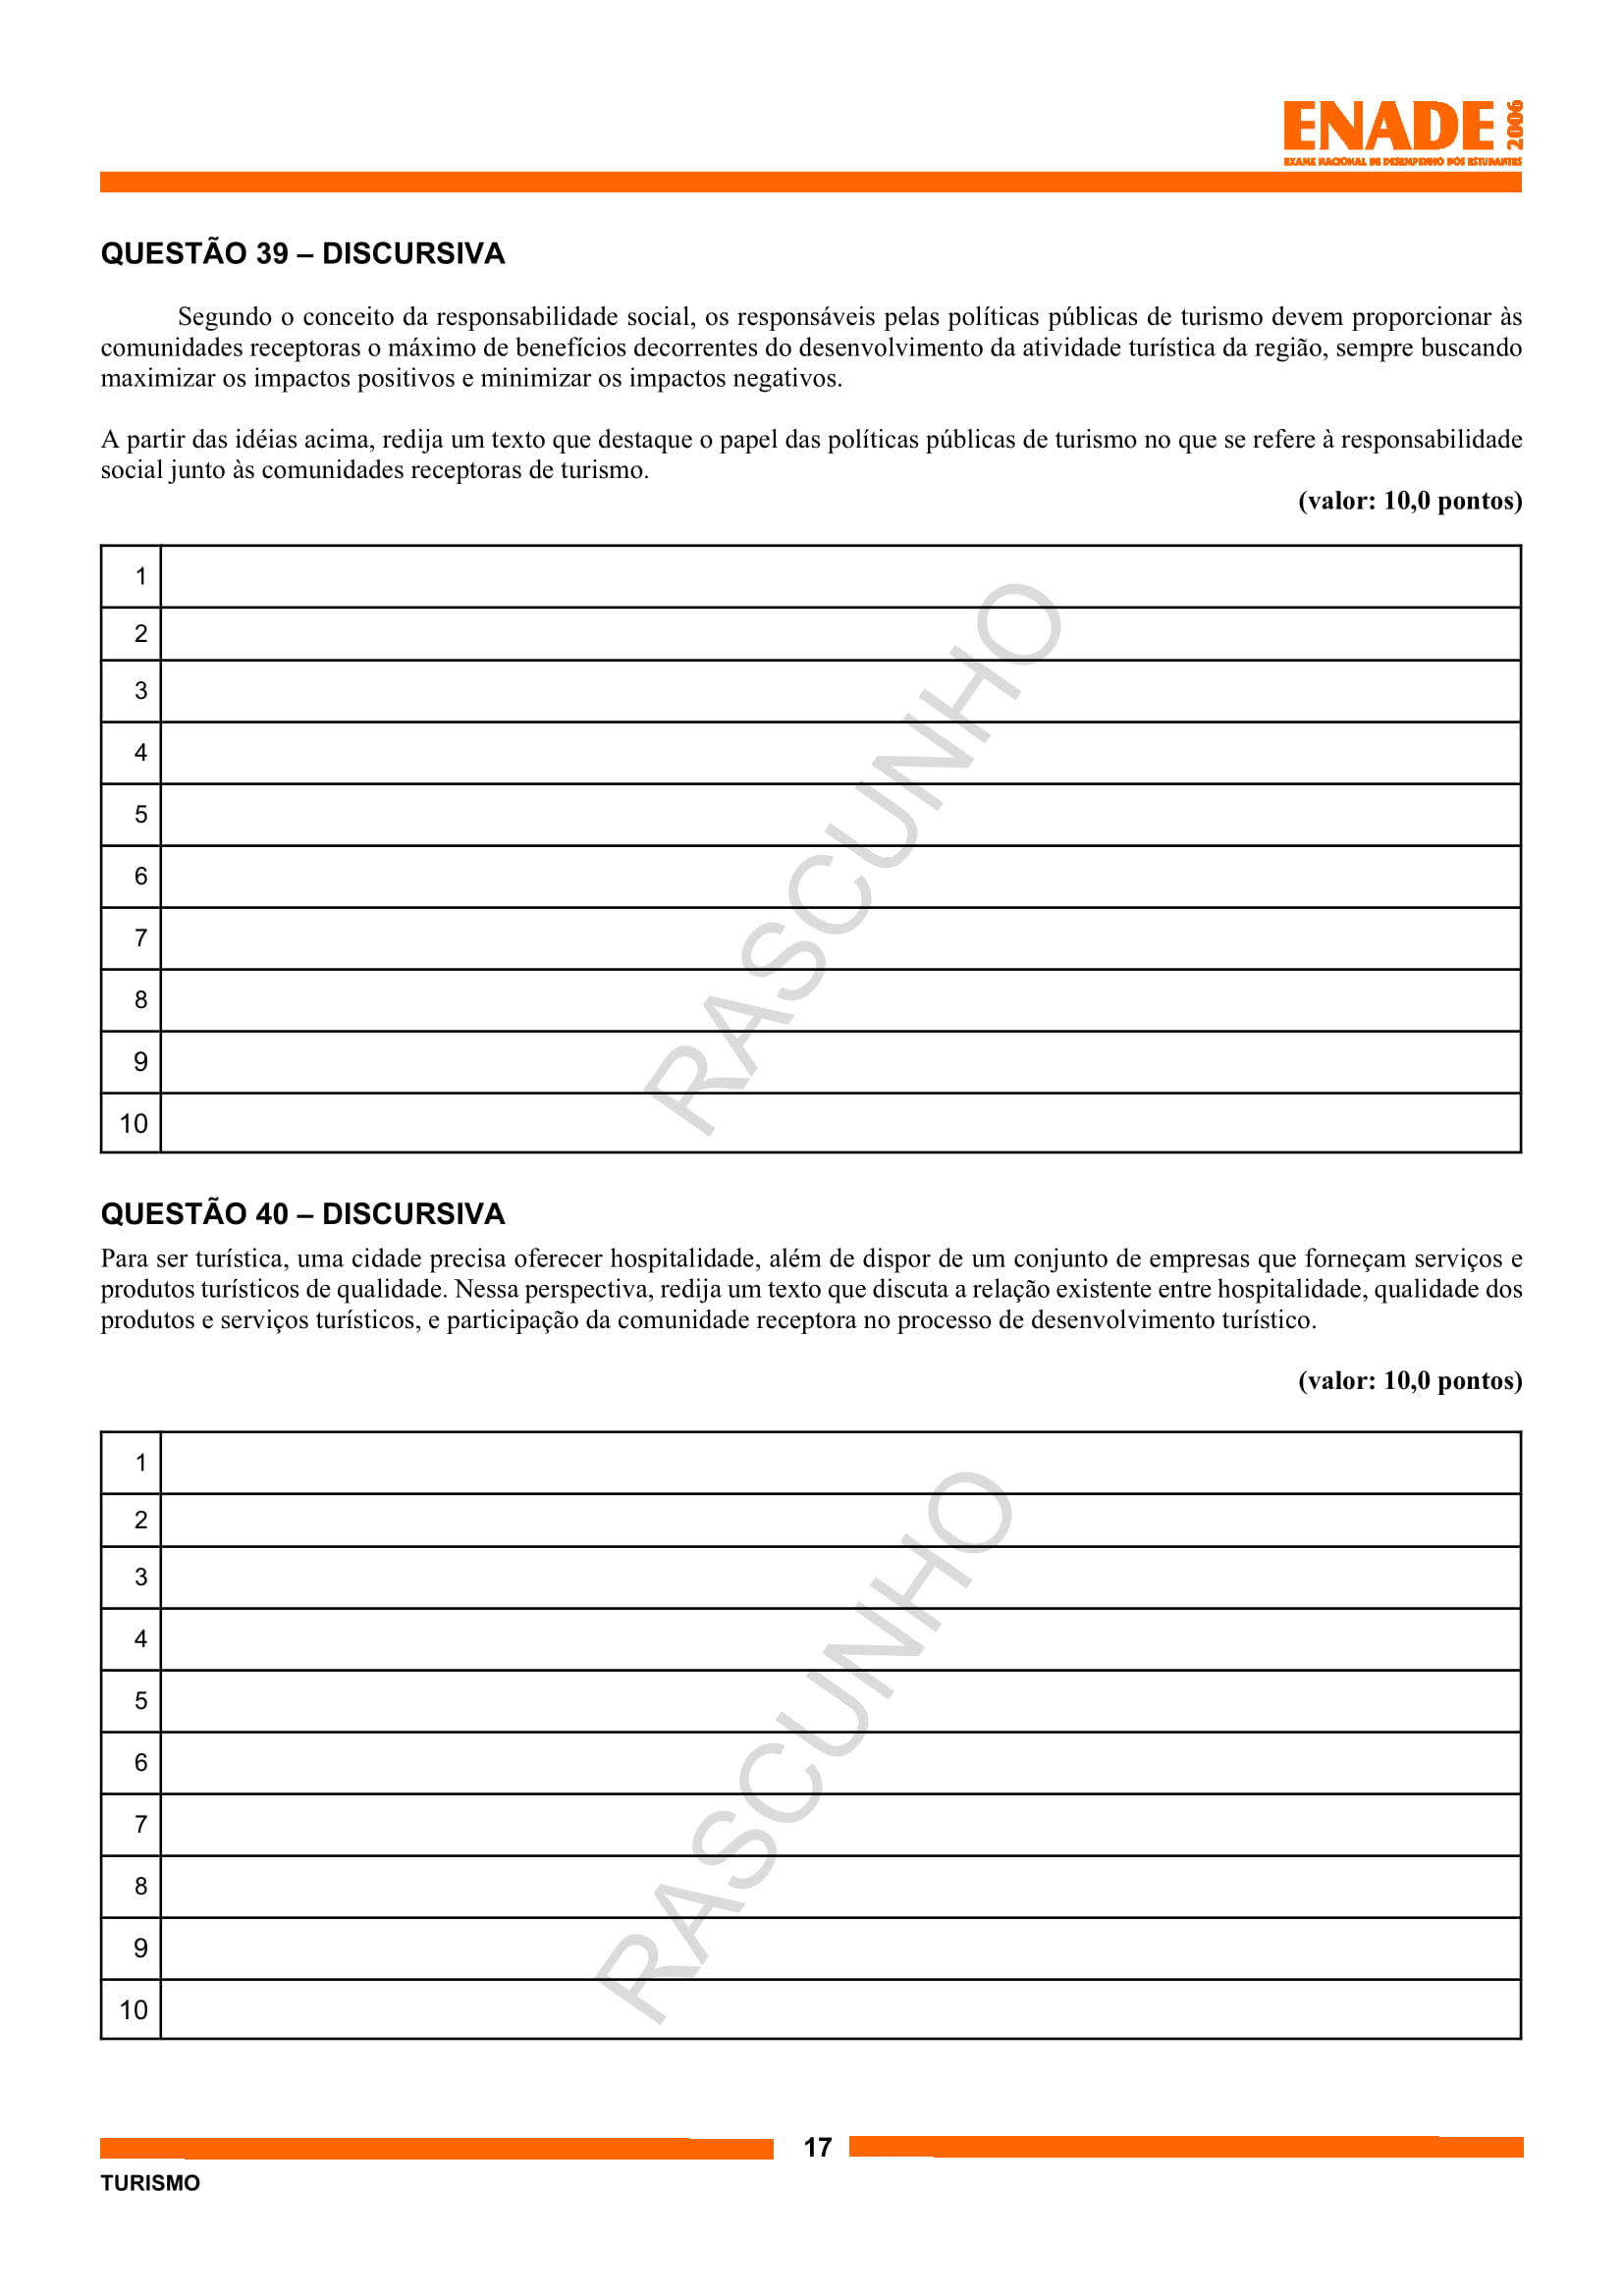 ENADE 2006
EXAME NACIONAL DE DESEMPENHO DOS ESTUDANTES
QUESTÃO 39 – DISCURSIVA
Segundo o conceito da responsabilidade social, os responsáveis pelas políticas públicas de turismo devem proporcionar às
comunidades receptoras o máximo de benefícios decorrentes do desenvolvimento da atividade turística da região, sempre buscando
maximizar os impactos positivos e minimizar os impactos negativos.
A partir das idéias acima, redija um texto que destaque o papel das políticas públicas de turismo no que se refere à responsabilidade
social junto às comunidades receptoras de turismo.
(valor: 10,0 pontos)
1
2
3
4
5
6
7
8
9
10
RASCUNHO
QUESTÃO 40 – DISCURSIVA
Para ser turística, uma cidade precisa oferecer hospitalidade, além de dispor de um conjunto de empresas que forneçam serviços e
produtos turísticos de qualidade. Nessa perspectiva, redija um texto que discuta a relação existente entre hospitalidade, qualidade dos
produtos e serviços turísticos, e participação da comunidade receptora no processo de desenvolvimento turístico.
(valor: 10,0 pontos)
1
2
3
4
5
6
7
8
9
10
RASCUNHO
17
TURISMO